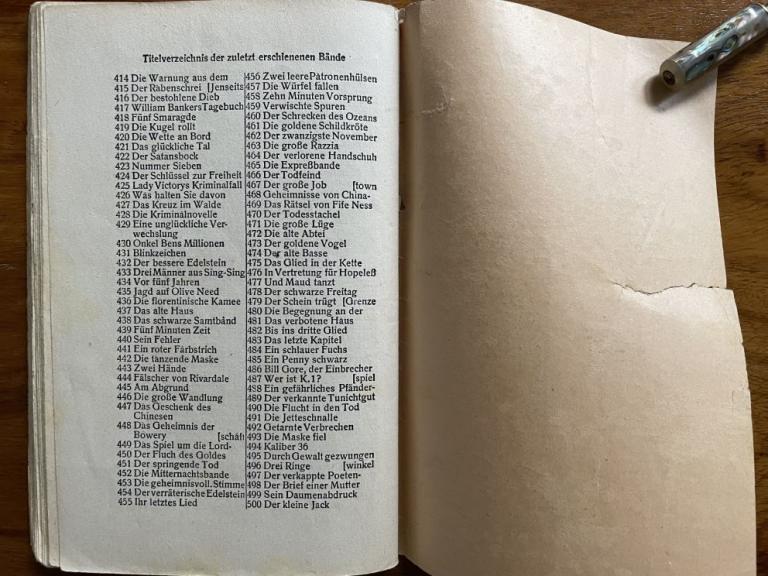 Titelverzeichnis der zuletzt erschienenen Bände
414 Die Warnung aus dem
415 Der Rabenschrei [Jenseits
416 Der bestohlene Dieb
417 William Bankers Tagebuch
418 Fünf Smaragde
419 Die Kugel rollt
420 Die Wette an Bord
421 Das glückliche Tal
422 Der Satansbock
423 Nummer Sieben
424 Der Schlüssel zur Freiheit
425 Lady Victorys Kriminalfall
426 Was halten Sie davon
427 Das Kreuz im Walde
428 Die Kriminalnovelle
429 Eine unglückliche Ver-
wechslung
430 Onkel Bens Millionen
431 Blinkzeichen
432 Der bessere Edelstein
433 Drei Männer aus Sing-Sing
434 Vor fünf Jahren
435 Jagd auf Olive Need
436 Die florentinische Kamee
437 Das alte Haus
438 Das schwarze Samtband
439 Fünf Minuten Zeit
440 Sein Fehler
441 Ein roter Farbstrich
442 Die tanzende Maske
443 Zwei Hände
444 Fälscher von Rivardale
445 Am Abgrund
446 Die große Wandlung
447 Das Geschenk des
Chinesen
448 Das Geheimnis der
Bowery [schaft
449 Das Spiel um die Lord-
450 Der Fluch des Goldes
451 Der springende Tod
452 Die Mitternachtsbande
453 Die geheimnisvoll. Stimme
454 Der verräterische Edelstein
455 Ihr letztes Lied
456 Zwei leere Patronenhülsen
457 Die Würfel fallen
458 Zehn Minuten Vorsprung
459 Verwischte Spuren
460 Der Schrecken des Ozeans
461 Die goldene Schildkröte
462 Der zwanzigste November
463 Die große Razzia
464 Der verlorene Handschuh
465 Die Expreßbande
466 Der Todfeind
467 Der große Job [town
468 Geheimnisse von China-
469 Das Rätsel von Fife Ness
470 Der Todesstachel
471 Die große Lüge
472 Die alte Abtei
473 Der goldene Vogel
474 Der alte Basse
475 Das Glied in der Kette
476 In Vertretung für Hopeleß
477 Und Maud tanzt
478 Der schwarze Freitag
479 Der Schein trügt [Grenze
480 Die Begegnung an der
481 Das verbotene Haus
482 Bis ins dritte Glied
483 Das letzte Kapitel
484 Ein schlauer Fuchs
485 Ein Penny schwarz
486 Bill Gore, der Einbrecher
487 Wer ist K.1? [spiel
488 Ein gefährliches Pfänder-
489 Der verkannte Tunichtgut
490 Die Flucht in den Tod
491 Die Jetteschnalle
492 Getarnte Verbrechen
493 Die Maske fiel
494 Kaliber 36
495 Durch Gewalt gezwungen
496 Drei Ringe [winkel
497 Der verkappte Poeten-
498 Der Brief einer Mutter
499 Sein Daumenabdruck
500 Der kleine Jack